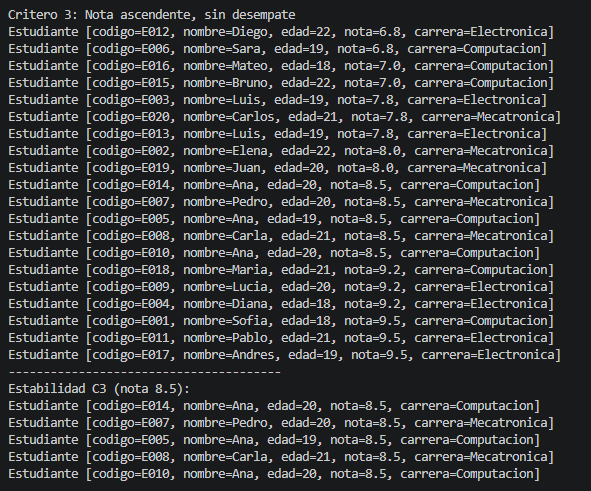 Critero 3: Nota ascendente, sin desempate
Estudiante [codigo=E012, nombre=Diego, edad=22, nota=6.8, carrera=Electronica]
Estudiante [codigo=E006, nombre=Sara, edad=19, nota=6.8, carrera=Computacion]
Estudiante [codigo=E016, nombre=Mateo, edad=18, nota=7.0, carrera=Computacion]
Estudiante [codigo=E015, nombre=Bruno, edad=22, nota=7.0, carrera=Computacion]
Estudiante [codigo=E003, nombre=Luis, edad=19, nota=7.8, carrera=Electronica]
Estudiante [codigo=E020, nombre=Carlos, edad=21, nota=7.8, carrera=Mecatronica]
Estudiante [codigo=E013, nombre=Luis, edad=19, nota=7.8, carrera=Electronica]
Estudiante [codigo=E002, nombre=Elena, edad=22, nota=8.0, carrera=Mecatronica]
Estudiante [codigo=E019, nombre=Juan, edad=20, nota=8.0, carrera=Mecatronica]
Estudiante [codigo=E014, nombre=Ana, edad=20, nota=8.5, carrera=Computacion]
Estudiante [codigo=E007, nombre=Pedro, edad=20, nota=8.5, carrera=Mecatronica]
Estudiante [codigo=E005, nombre=Ana, edad=19, nota=8.5, carrera=Computacion]
Estudiante [codigo=E008, nombre=Carla, edad=21, nota=8.5, carrera=Mecatronica]
Estudiante [codigo=E010, nombre=Ana, edad=20, nota=8.5, carrera=Computacion]
Estudiante [codigo=E018, nombre=Maria, edad=21, nota=9.2, carrera=Computacion]
Estudiante [codigo=E009, nombre=Lucia, edad=20, nota=9.2, carrera=Electronica]
Estudiante [codigo=E004, nombre=Diana, edad=18, nota=9.2, carrera=Electronica]
Estudiante [codigo=E001, nombre=Sofia, edad=18, nota=9.5, carrera=Computacion]
Estudiante [codigo=E011, nombre=Pablo, edad=21, nota=9.5, carrera=Electronica]
Estudiante [codigo=E017, nombre=Andres, edad=19, nota=9.5, carrera=Electronica]
---------------------------------------
Estabilidad C3 (nota 8.5):
Estudiante [codigo=E014, nombre=Ana, edad=20, nota=8.5, carrera=Computacion]
Estudiante [codigo=E007, nombre=Pedro, edad=20, nota=8.5, carrera=Mecatronica]
Estudiante [codigo=E005, nombre=Ana, edad=19, nota=8.5, carrera=Computacion]
Estudiante [codigo=E008, nombre=Carla, edad=21, nota=8.5, carrera=Mecatronica]
Estudiante [codigo=E010, nombre=Ana, edad=20, nota=8.5, carrera=Computacion]